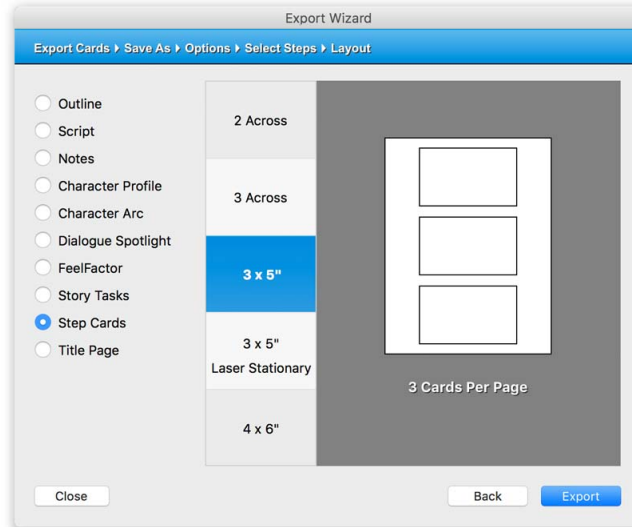 Export Wizard
Export Cards ▸ Save As ▸ Options ▸ Select Steps ▸ Layout
Outline
Script
Notes
Character Profile
Character Arc
Dialogue Spotlight
FeelFactor
Story Tasks
Step Cards
Title Page
2 Across
3 Across
3 x 5"
3 x 5"
Laser Stationary
4 x 6"
3 Cards Per Page
Close
Back
Export